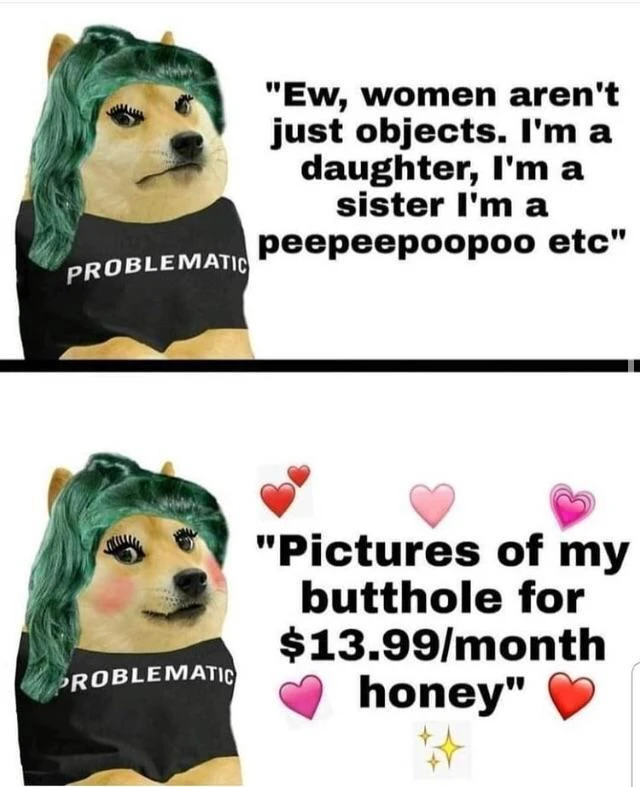 "Ew, women aren't
just objects. I'm a
daughter, I'm a
sister I'm a
peepeepoopoo etc"
PROBLEMATIC
"Pictures of my
butthole for
$13.99/month
honey"
PROBLEMATIC